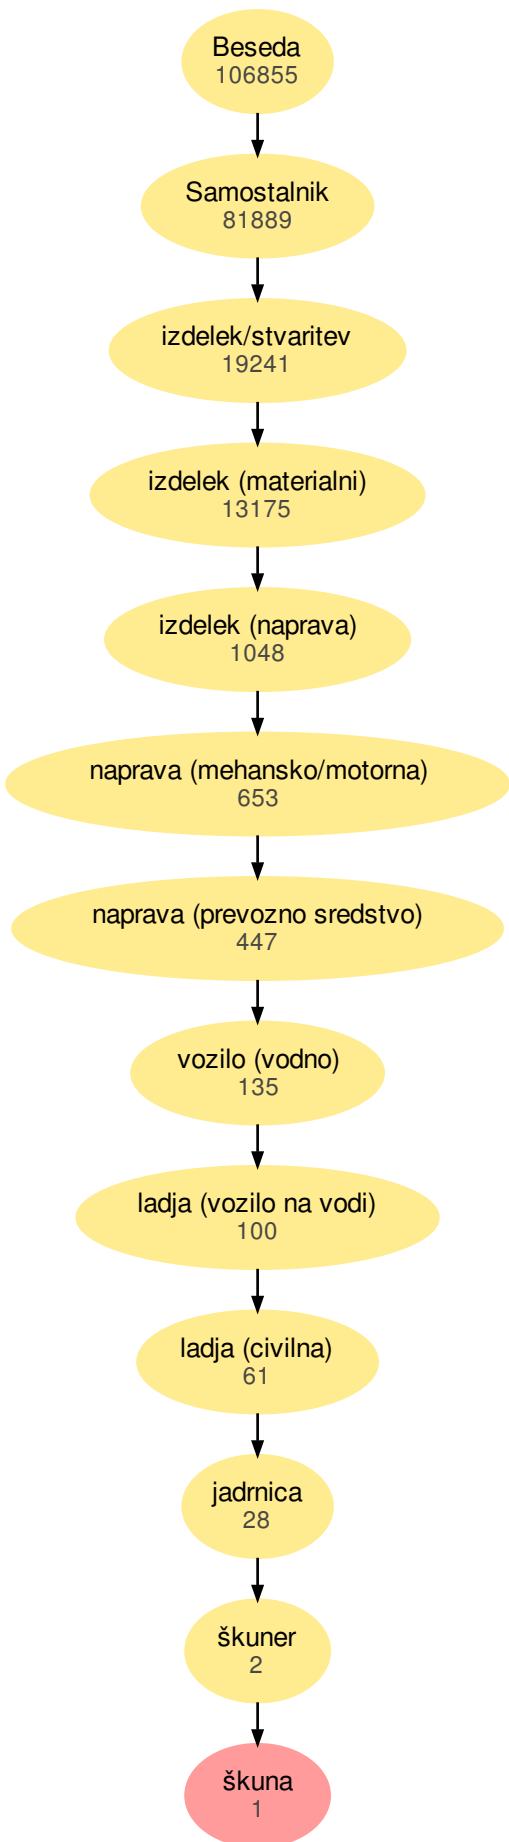 Beseda
106855
Samostalnik
81889
izdelek/stvaritev
19241
izdelek (materialni)
13175
izdelek (naprava)
1048
naprava (mehansko/motorna)
653
naprava (prevozno sredstvo)
447
vozilo (vodno)
135
ladja (vozilo na vodi)
100
ladja (civilna)
61
jadrnica
28
škuner
2
škuna
1